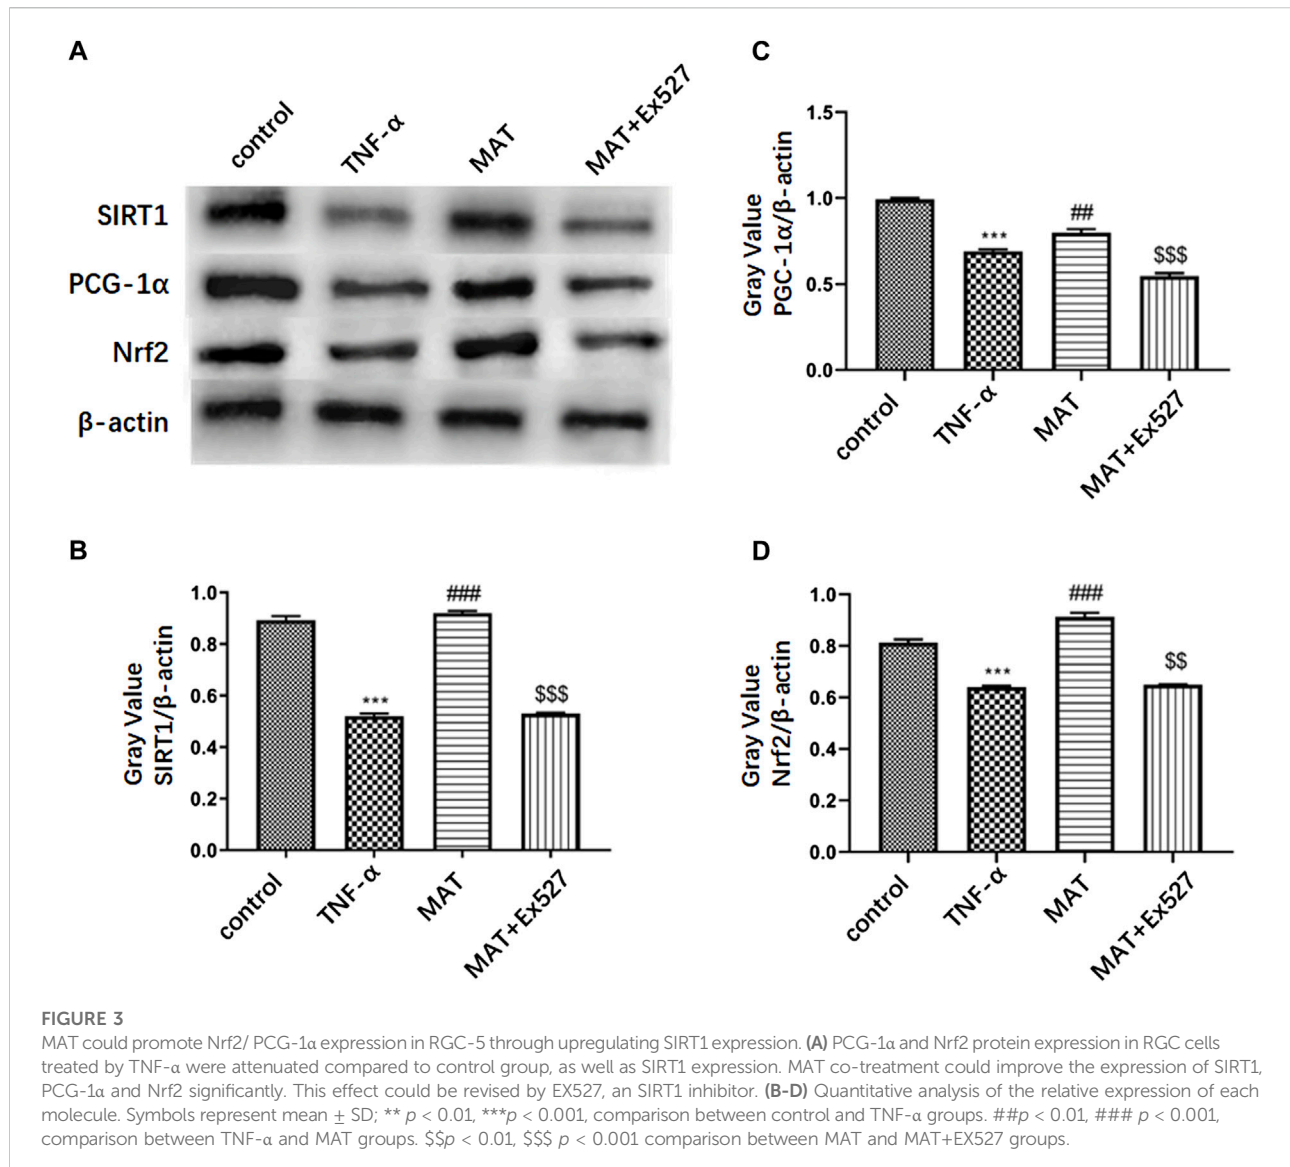 A
control
TNF-α
MAT
MAT+Ex527
SIRT1
PCG-1α
Nrf2
β-actin
B
Gray Value
SIRT1/β-actin
1.0
0.8
0.6
0.4
0.2
0.0
***
###
$$$
control
TNF-α
MAT
MAT+Ex527
C
Gray Value
PGC-1α/β-actin
1.5
1.0
0.5
0.0
***
##
$$$
control
TNF-α
MAT
MAT+Ex527
D
Gray Value
Nrf2/β-actin
1.0
0.8
0.6
0.4
0.2
0.0
***
###
$$
control
TNF-α
MAT
MAT+Ex527
FIGURE 3
MAT could promote Nrf2/ PCG-1α expression in RGC-5 through upregulating SIRT1 expression. (A) PCG-1α and Nrf2 protein expression in RGC cells
treated by TNF-α were attenuated compared to control group, as well as SIRT1 expression. MAT co-treatment could improve the expression of SIRT1,
PCG-1α and Nrf2 significantly. This effect could be revised by EX527, an SIRT1 inhibitor. (B-D) Quantitative analysis of the relative expression of each
molecule. Symbols represent mean ± SD; ** p < 0.01, ***p < 0.001, comparison between control and TNF-α groups. ##p < 0.01, ### p < 0.001,
comparison between TNF-α and MAT groups. $$p < 0.01, $$$ p < 0.001 comparison between MAT and MAT+EX527 groups.